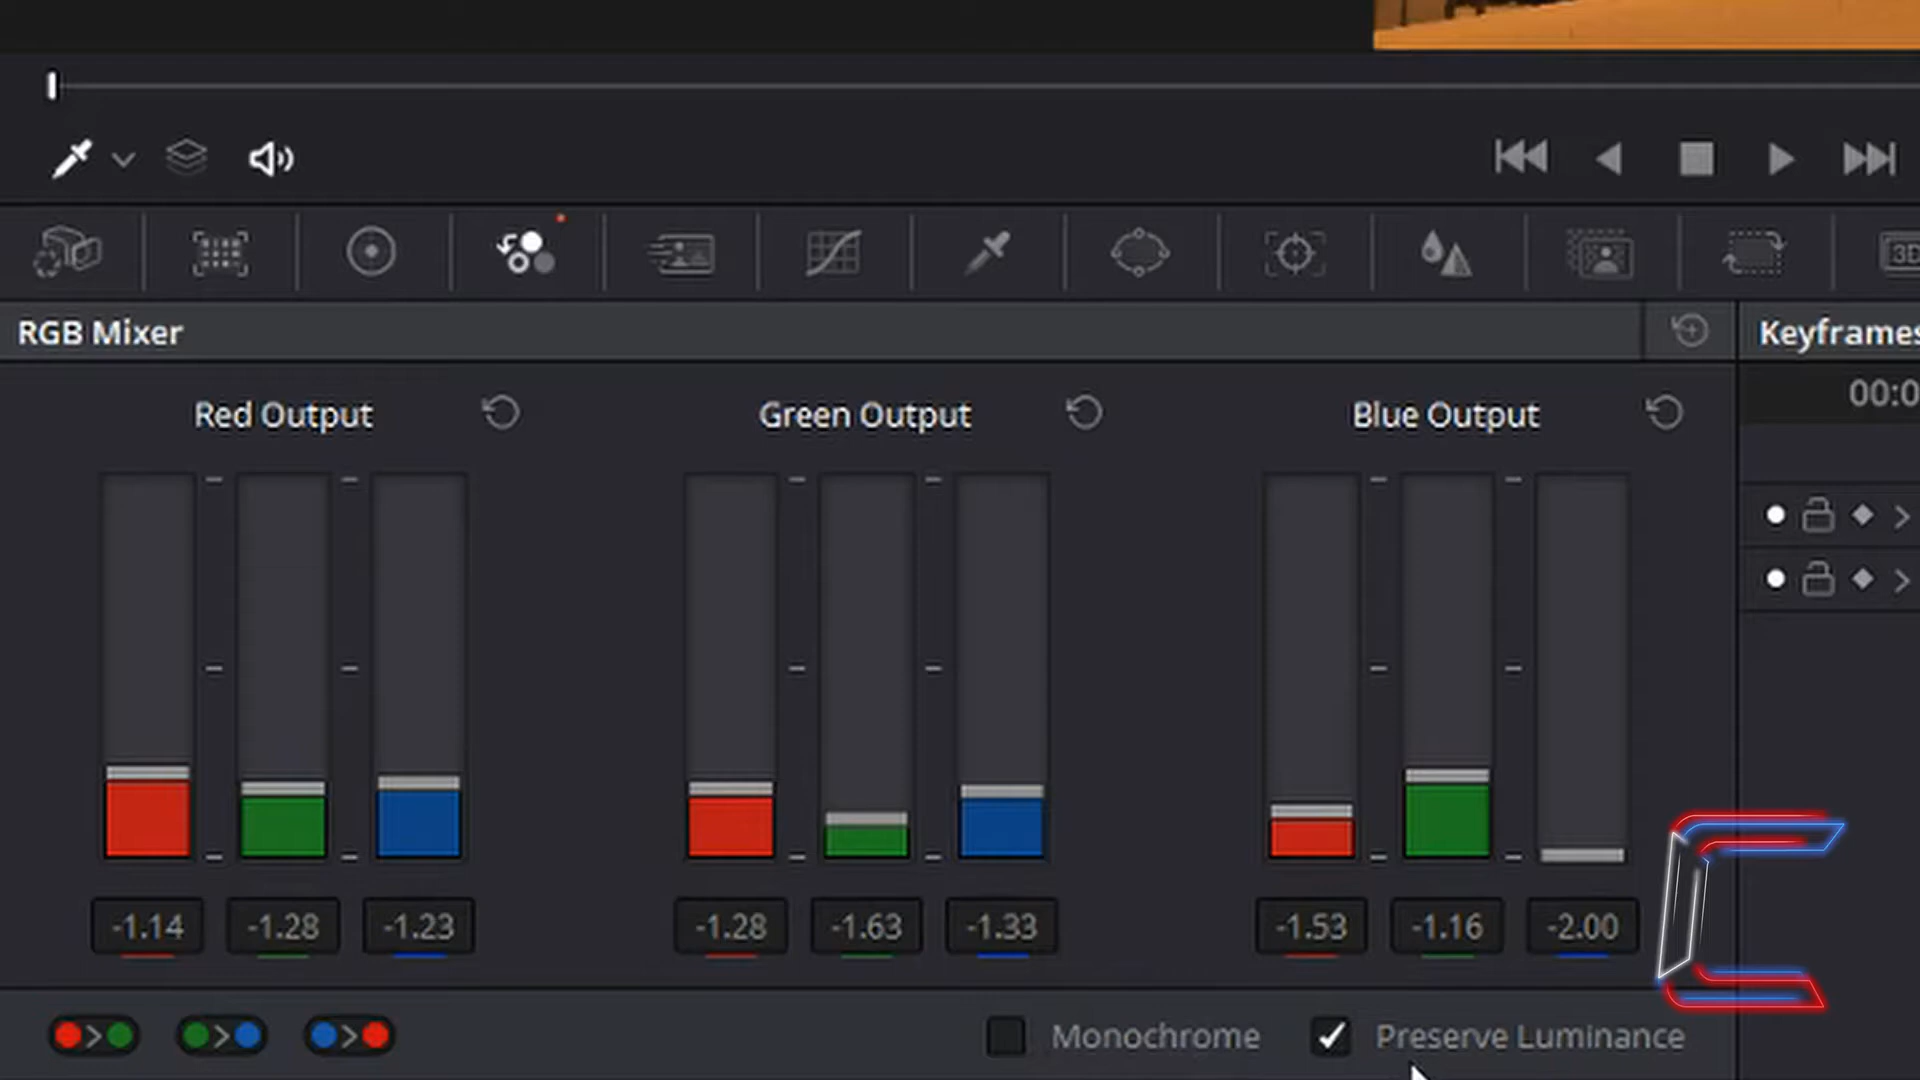 3D
RGB Mixer
Keyframes
00:0
Red Output
Green Output
Blue Output
-1.14
-1.28
-1.23
-1.28
-1.63
-1.33
-1.53
-1.16
-2.00
Monochrome
Preserve Luminance